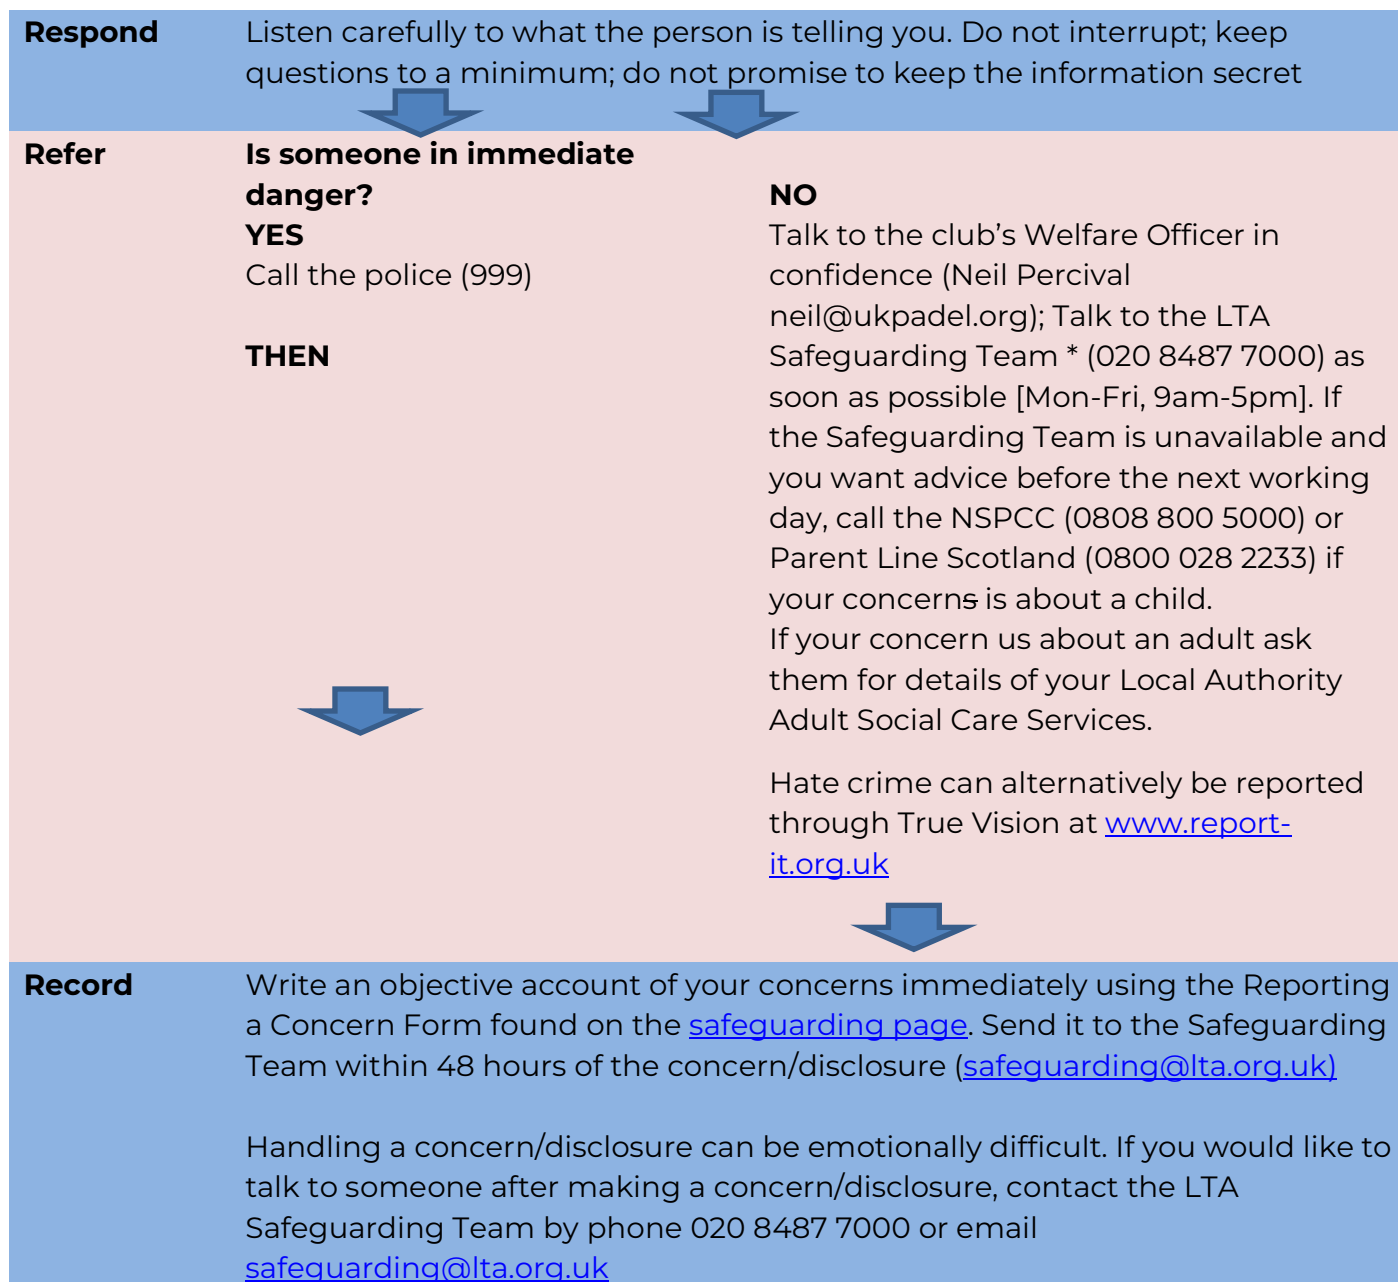 Respond
Listen carefully to what the person is telling you. Do not interrupt; keep
questions to a minimum; do not promise to keep the information secret
Refer
Is someone in immediate
danger?
YES
Call the police (999)
THEN
NO
Talk to the club’s Welfare Officer in
confidence (Neil Percival
neil@ukpadel.org); Talk to the LTA
Safeguarding Team * (020 8487 7000) as
soon as possible [Mon-Fri, 9am-5pm]. If
the Safeguarding Team is unavailable and
you want advice before the next working
day, call the NSPCC (0808 800 5000) or
Parent Line Scotland (0800 028 2233) if
your concerns is about a child.
If your concern us about an adult ask
them for details of your Local Authority
Adult Social Care Services.
Hate crime can alternatively be reported
through True Vision at www.report-
it.org.uk
Record
Write an objective account of your concerns immediately using the Reporting
a Concern Form found on the safeguarding page. Send it to the Safeguarding
Team within 48 hours of the concern/disclosure (safeguarding@lta.org.uk)
Handling a concern/disclosure can be emotionally difficult. If you would like to
talk to someone after making a concern/disclosure, contact the LTA
Safeguarding Team by phone 020 8487 7000 or email
safeguarding@lta.org.uk